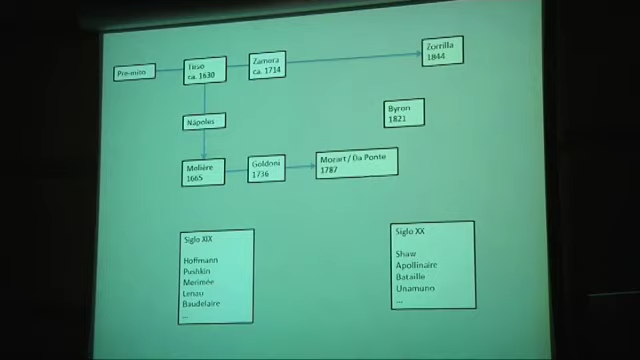 Pre-mito
Tirso
ca. 1630
Zamora
ca. 1714
Zorrilla
1844
Nápoles
Byron
1821
Molière
1665
Goldoni
1736
Mozart / Da Ponte
1787
Siglo XIX
Hoffmann
Pushkin
Merimée
Lenau
Baudelaire
...
Siglo XX
Shaw
Apollinaire
Bataille
Unamuno
...